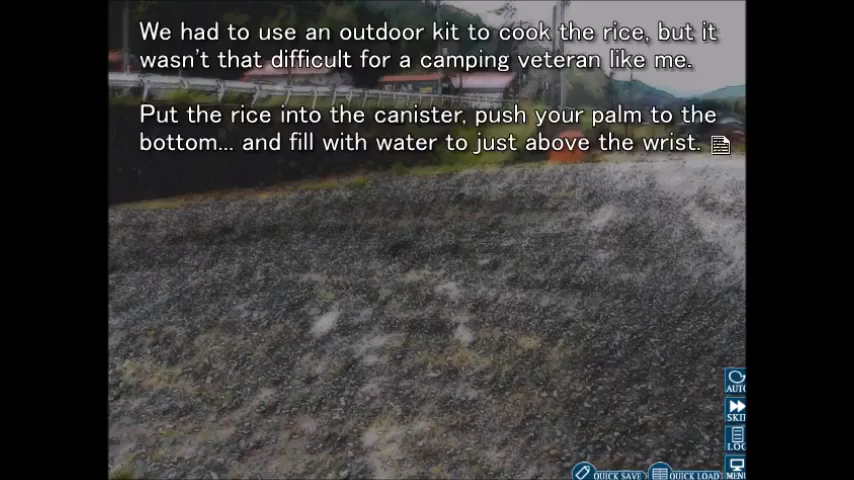 We had to use an outdoor kit to cook the rice, but it
wasn't that difficult for a camping veteran like me.
Put the rice into the canister, push your palm to the
bottom... and fill with water to just above the wrist.
AUTO
SKIP
LOG
MENU
QUICK SAVE
QUICK LOAD